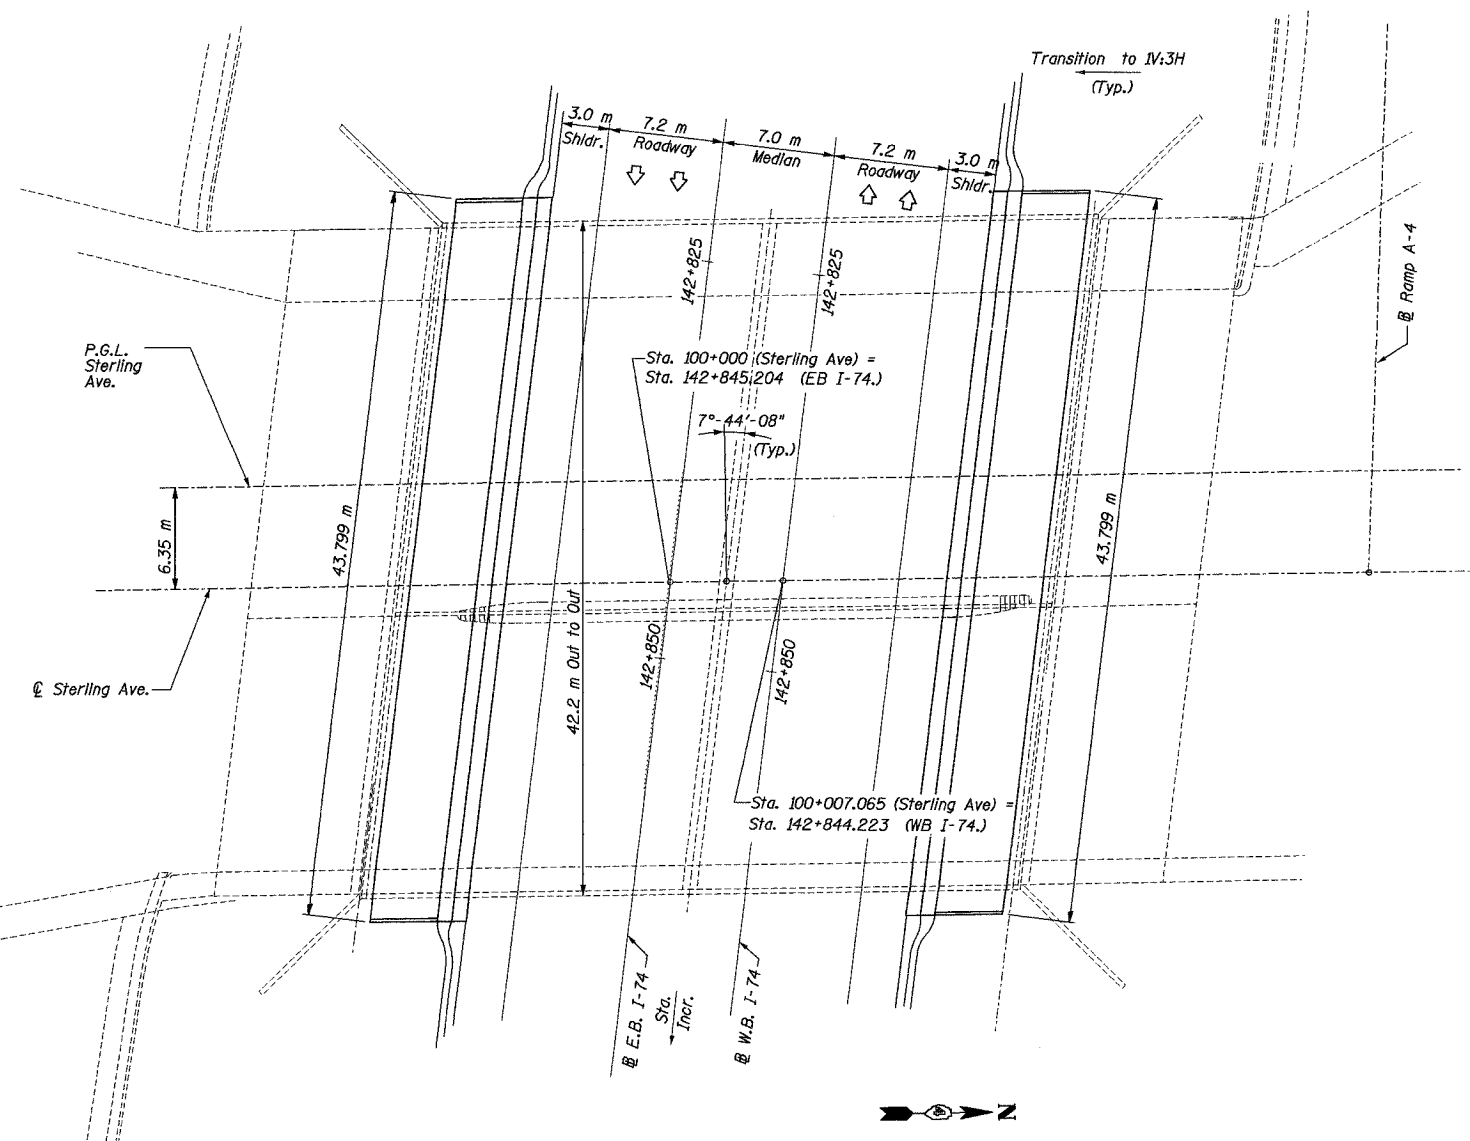 Transition to 1V:3H
(Typ.)
3.0 m
Shldr.
7.2 m
Roadway
7.0 m
Median
7.2 m
Roadway
3.0 m
Shldr.
142+825
142+825
℄ Ramp A-4
P.G.L.
Sterling
Ave.
Sta. 100+000 (Sterling Ave) =
Sta. 142+845.204 (EB I-74.)
7°-44'-08"
(Typ.)
6.35 m
43.799 m
43.799 m
42.2 m Out to Out
142+850
142+850
℄ Sterling Ave.
Sta. 100+007.065 (Sterling Ave) =
Sta. 142+844.223 (WB I-74.)
℄ E.B. I-74
Sta.
Incr.
℄ W.B. I-74
N